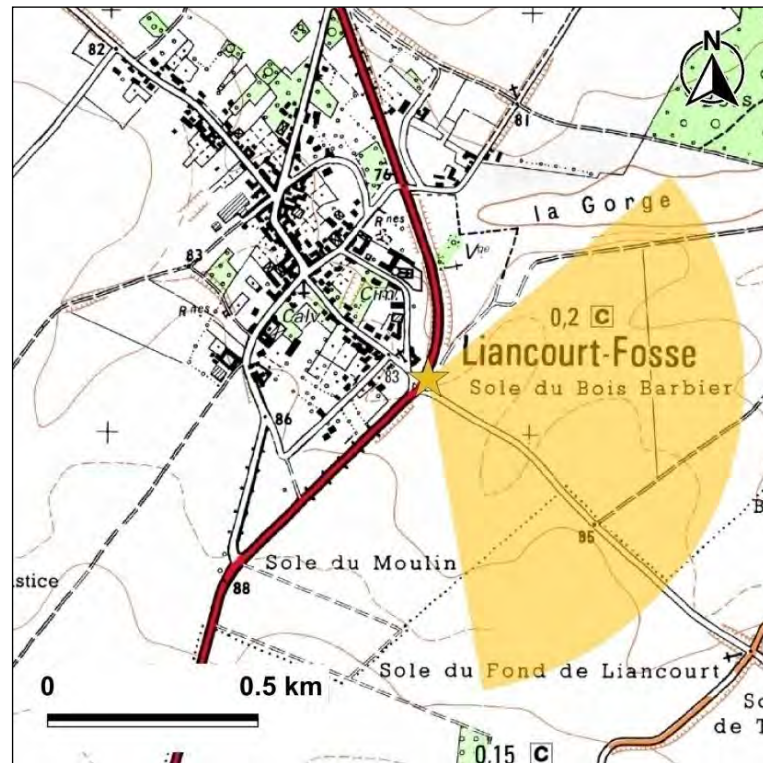 N
82
81
76
la Gorge
Rnes
Vge
83
0,2 C
Cim.
Rnes
Calv.
Liancourt-Fosse
83
Sole du Bois Barbier
86
B
95
Sole du Moulin
stice
88
Sole du Fond de Liancourt
0 0.5 km
So
de T
0,15 C